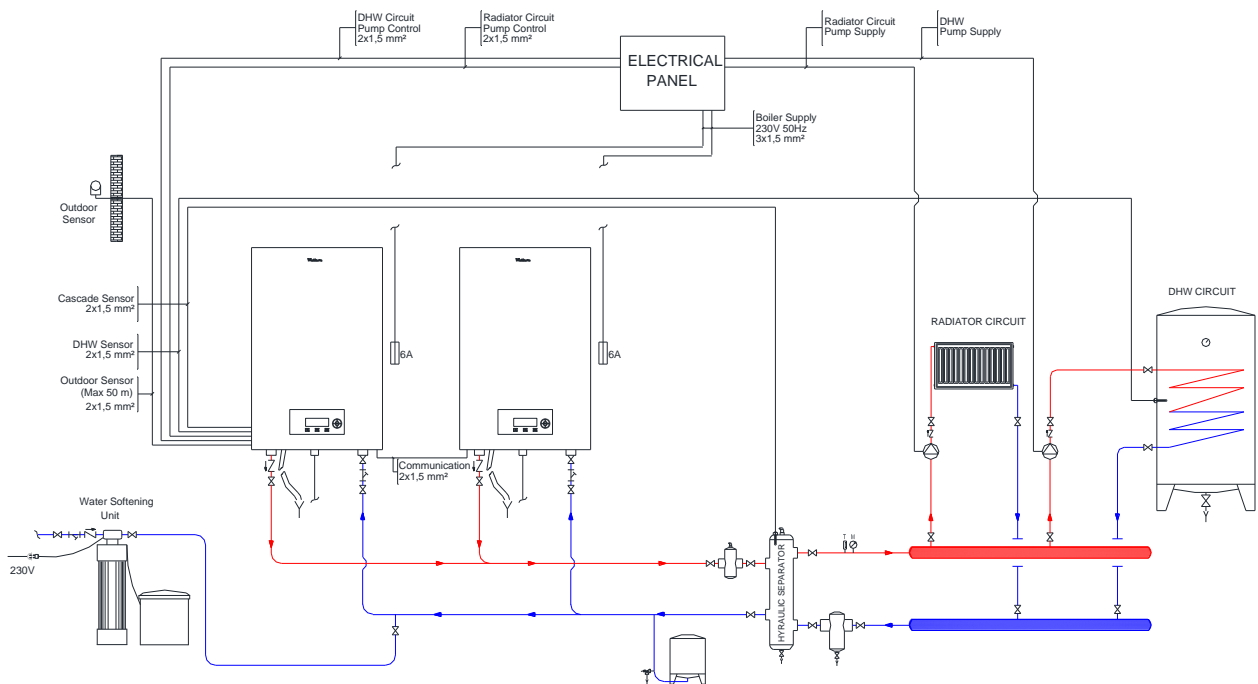 DHW Circuit
Pump Control
2x1,5 mm²
Radiator Circuit
Pump Control
2x1,5 mm²
ELECTRICAL
PANEL
Radiator Circuit
Pump Supply
DHW
Pump Supply
Boiler Supply
230V 50Hz
3x1,5 mm²
Outdoor
Sensor
Cascade Sensor
2x1,5 mm²
DHW Sensor
2x1,5 mm²
Outdoor Sensor
(Max 50 m)
2x1,5 mm²
6A
6A
RADIATOR CIRCUIT
DHW CIRCUIT
Communication
2x1,5 mm²
Water Softening
Unit
230V
HYRAULIC SEPARATOR
T
H